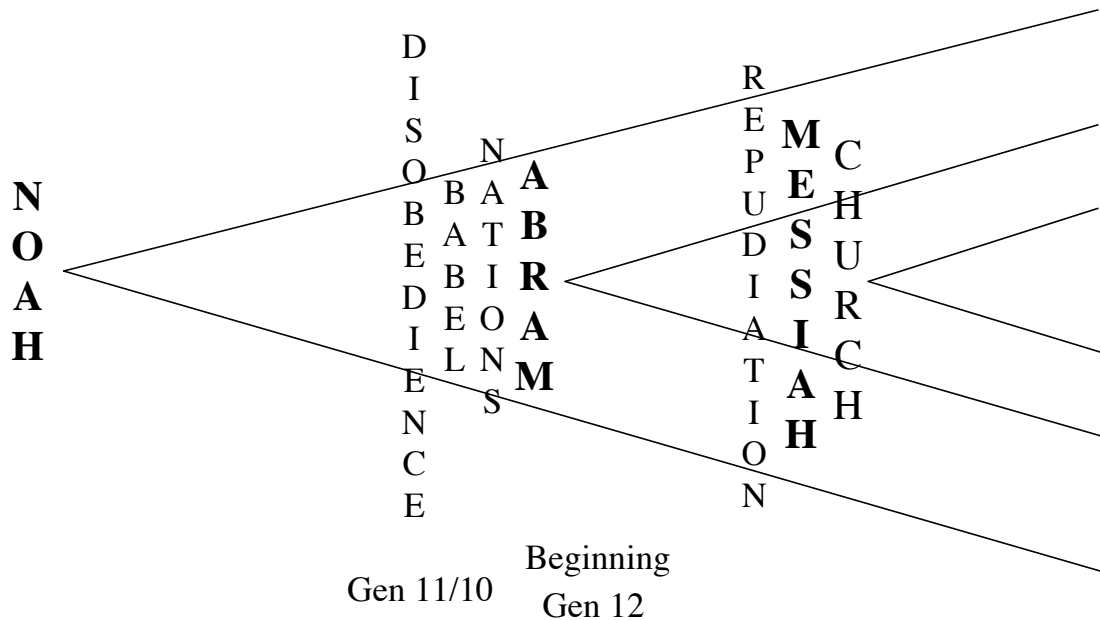 NOAH
DISOBEDIENCE
BABEL
NATIONS
ABRAM
REPUDIATION
MESSIAH
CHURCH
Gen 11/10
Beginning
Gen 12